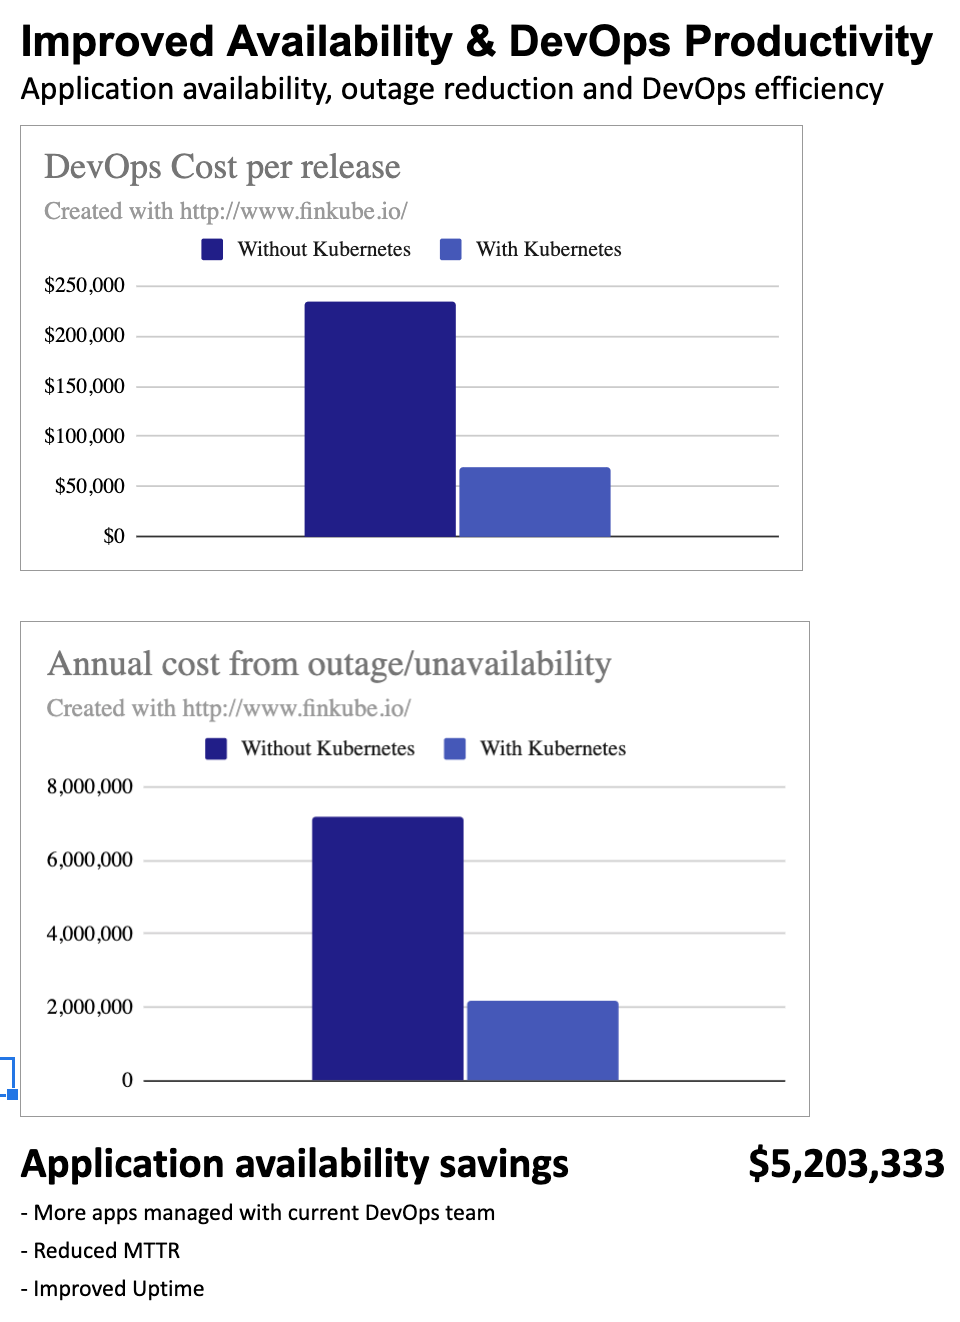 Improved Availability & DevOps Productivity
Application availability, outage reduction and DevOps efficiency
DevOps Cost per release
Created with http://www.finkube.io/
Without Kubernetes With Kubernetes
$250,000
$200,000
$150,000
$100,000
$50,000
$0
Annual cost from outage/unavailability
Created with http://www.finkube.io/
Without Kubernetes With Kubernetes
8,000,000
6,000,000
4,000,000
2,000,000
0
Application availability savings $5,203,333
- More apps managed with current DevOps team
- Reduced MTTR
- Improved Uptime